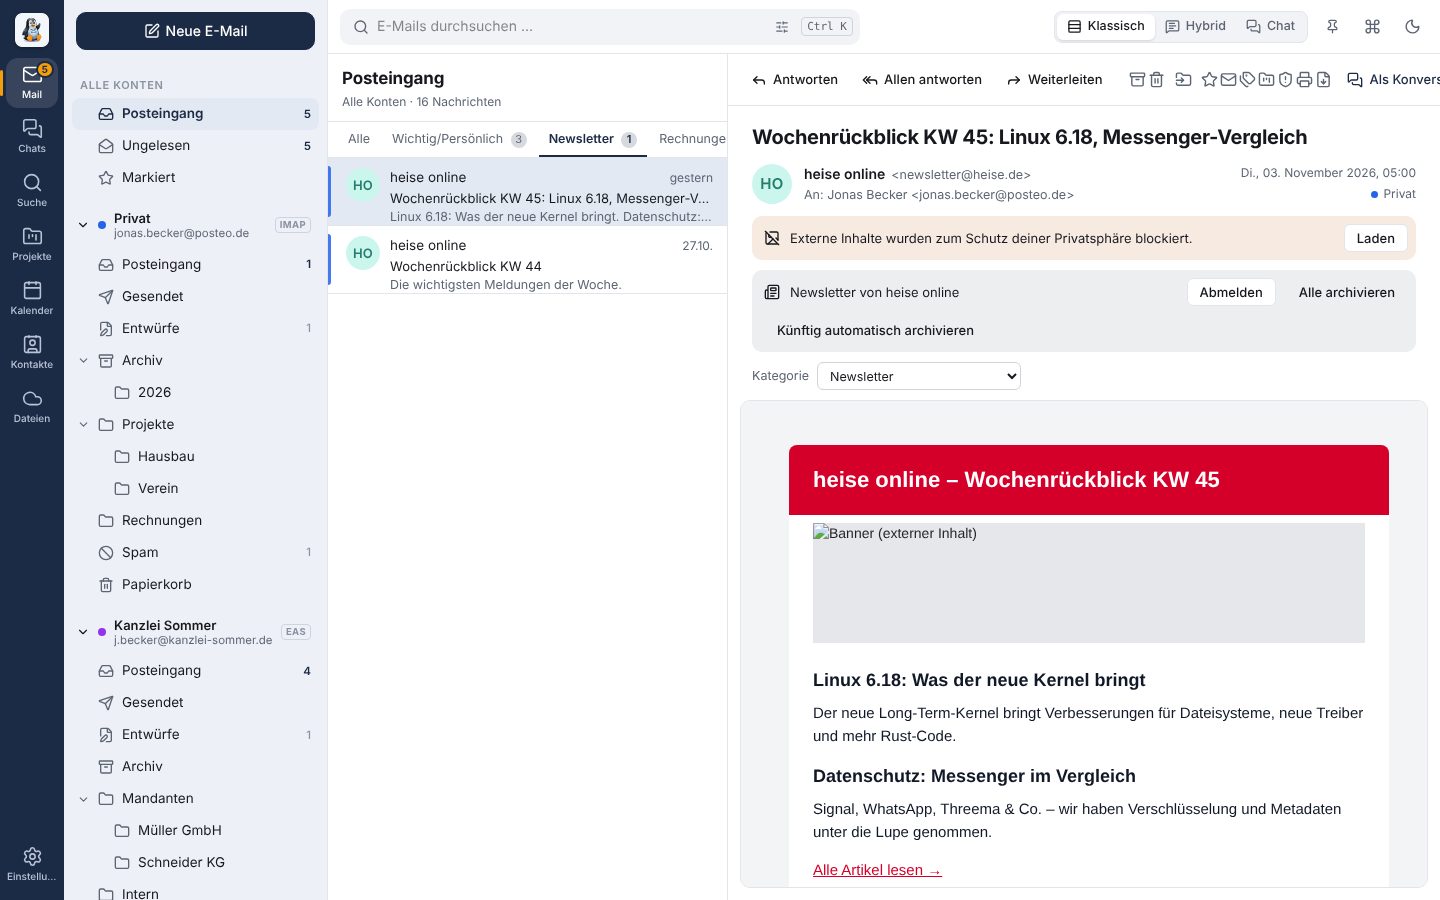 5
Mail
Chats
Suche
Projekte
Kalender
Kontakte
Dateien
Einstellu...
Neue E-Mail
ALLE KONTEN
Posteingang 5
Ungelesen 5
Markiert
Privat
jonas.becker@posteo.de IMAP
Posteingang 1
Gesendet
Entwürfe 1
Archiv
2026
Projekte
Hausbau
Verein
Rechnungen
Spam 1
Papierkorb
Kanzlei Sommer
j.becker@kanzlei-sommer.de EAS
Posteingang 4
Gesendet
Entwürfe 1
Archiv
Mandanten
Müller GmbH
Schneider KG
Intern
E-Mails durchsuchen ... Ctrl K
Klassisch Hybrid Chat
Posteingang
Alle Konten · 16 Nachrichten
Alle Wichtig/Persönlich 3 Newsletter 1 Rechnunge
HO heise online gestern
Wochenrückblick KW 45: Linux 6.18, Messenger-V...
Linux 6.18: Was der neue Kernel bringt. Datenschutz:...
HO heise online 27.10.
Wochenrückblick KW 44
Die wichtigsten Meldungen der Woche.
Antworten Allen antworten Weiterleiten Als Konvers
Wochenrückblick KW 45: Linux 6.18, Messenger-Vergleich
HO heise online <newsletter@heise.de> Di., 03. November 2026, 05:00
An: Jonas Becker <jonas.becker@posteo.de> Privat
Externe Inhalte wurden zum Schutz deiner Privatsphäre blockiert. Laden
Newsletter von heise online Abmelden Alle archivieren
Künftig automatisch archivieren
Kategorie Newsletter
heise online – Wochenrückblick KW 45
Banner (externer Inhalt)
Linux 6.18: Was der neue Kernel bringt
Der neue Long-Term-Kernel bringt Verbesserungen für Dateisysteme, neue Treiber
und mehr Rust-Code.
Datenschutz: Messenger im Vergleich
Signal, WhatsApp, Threema & Co. – wir haben Verschlüsselung und Metadaten
unter die Lupe genommen.
Alle Artikel lesen →